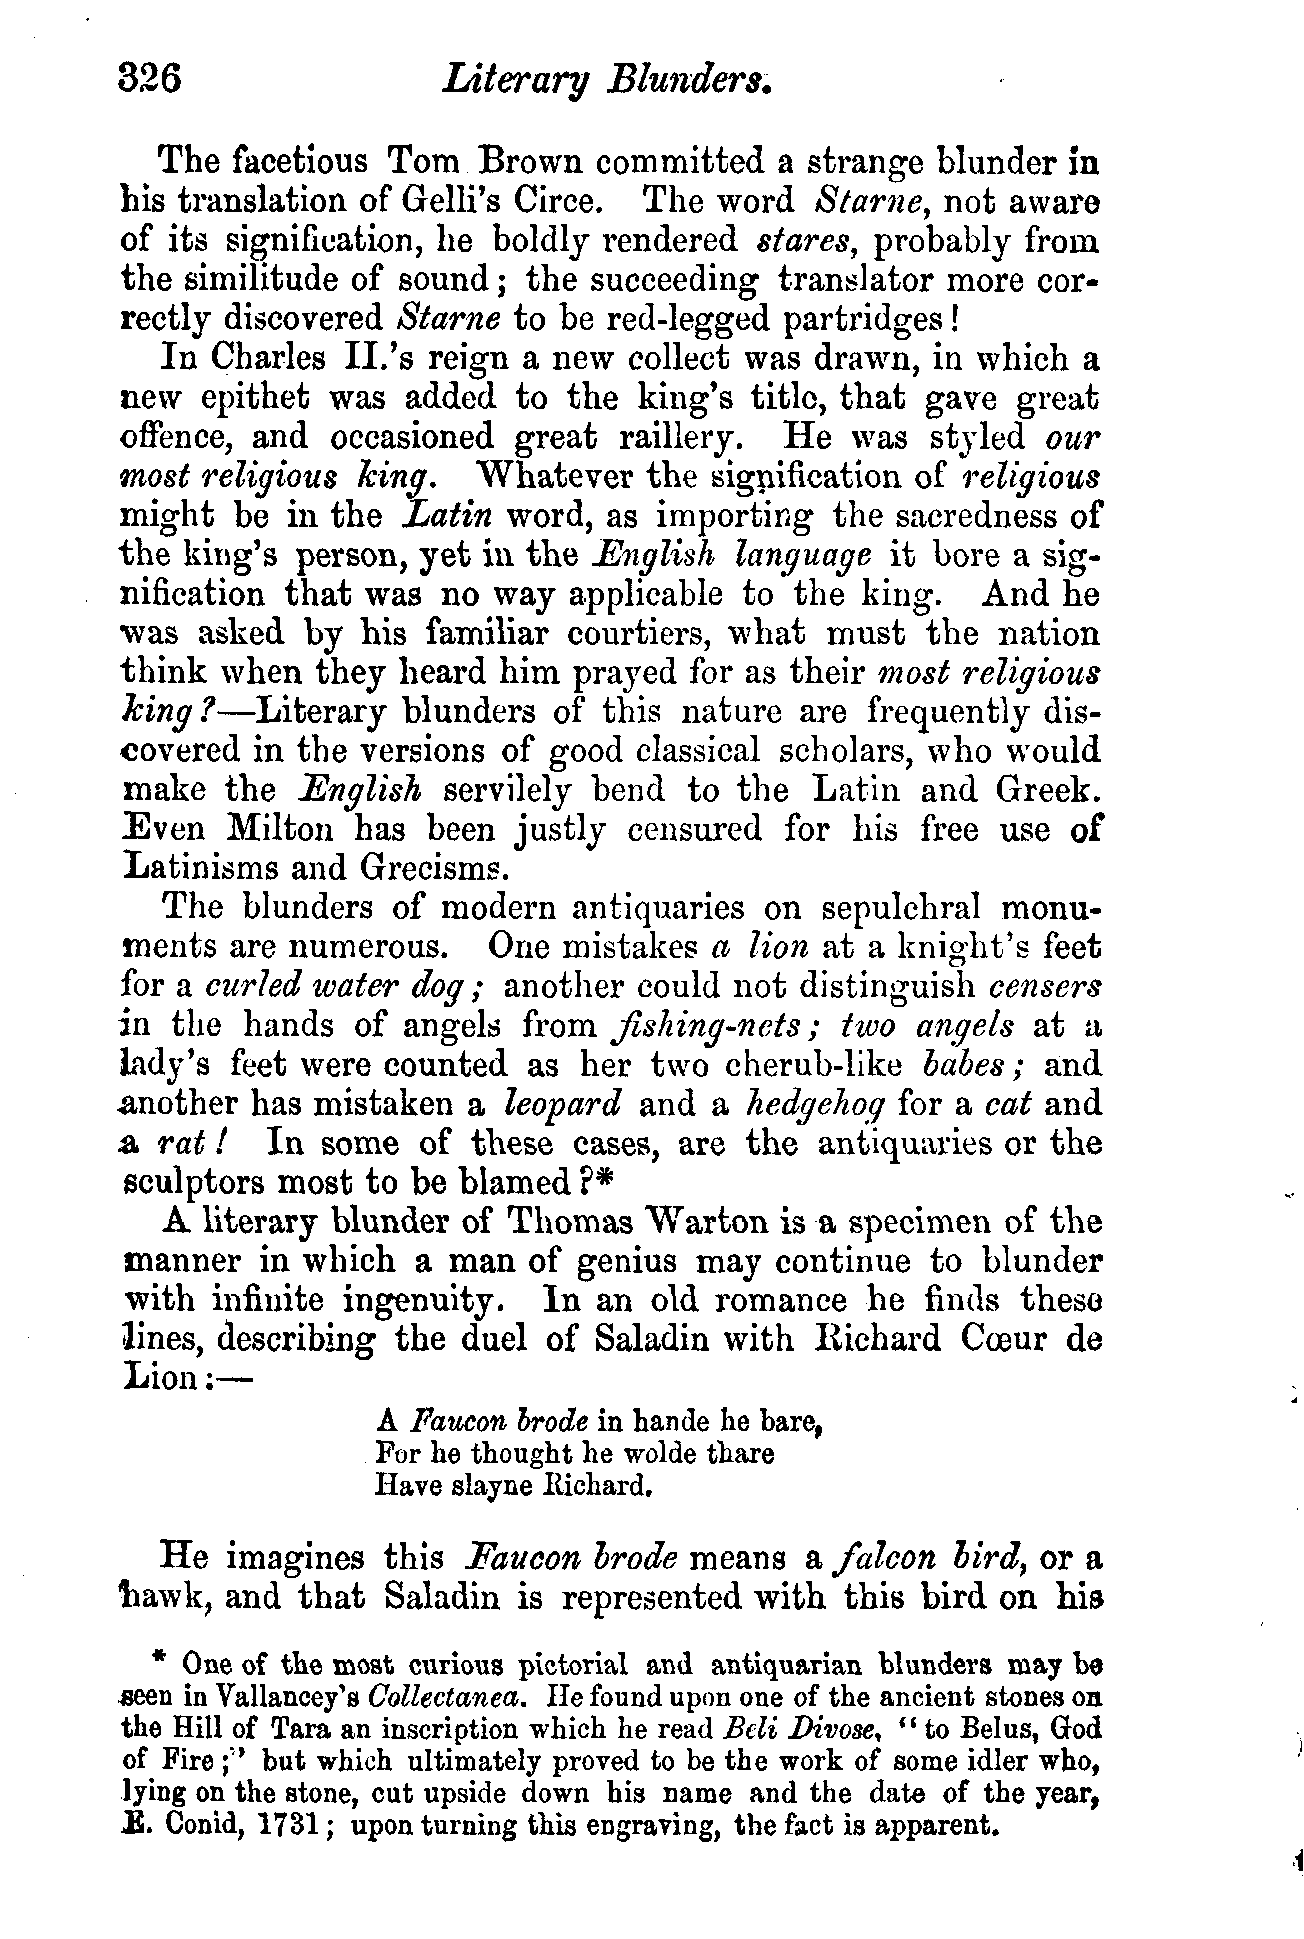 326 Literary Blunders.
The facetious Tom Brown committed a strange blunder in
his translation of Gelli's Circe. The word Starne, not aware
of its signification, he boldly rendered stares, probably from
the similitude of sound; the succeeding translator more cor-
rectly discovered Starne to be red-legged partridges!
In Charles II.'s reign a new collect was drawn, in which a
new epithet was added to the king's title, that gave great
offence, and occasioned great raillery. He was styled our
most religious king. Whatever the signification of religious
might be in the Latin word, as importing the sacredness of
the king's person, yet in the English language it bore a sig-
nification that was no way applicable to the king. And he
was asked by his familiar courtiers, what must the nation
think when they heard him prayed for as their most religious
king?—Literary blunders of this nature are frequently dis-
covered in the versions of good classical scholars, who would
make the English servilely bend to the Latin and Greek.
Even Milton has been justly censured for his free use of
Latinisms and Grecisms.
The blunders of modern antiquaries on sepulchral monu-
ments are numerous. One mistakes a lion at a knight's feet
for a curled water dog; another could not distinguish censers
in the hands of angels from fishing-nets; two angels at a
lady's feet were counted as her two cherub-like babes; and
another has mistaken a leopard and a hedgehog for a cat and
a rat! In some of these cases, are the antiquaries or the
sculptors most to be blamed?*
A literary blunder of Thomas Warton is a specimen of the
manner in which a man of genius may continue to blunder
with infinite ingenuity. In an old romance he finds these
lines, describing the duel of Saladin with Richard Cœur de
Lion:—
A Faucon brode in hande he bare,
For he thought he wolde thare
Have slayne Richard.
He imagines this Faucon brode means a falcon bird, or a
hawk, and that Saladin is represented with this bird on his
* One of the most curious pictorial and antiquarian blunders may be
seen in Vallancey's Collectanea. He found upon one of the ancient stones on
the Hill of Tara an inscription which he read Beli Divose, "to Belus, God
of Fire;" but which ultimately proved to be the work of some idler who,
lying on the stone, cut upside down his name and the date of the year,
E. Conid, 1731; upon turning this engraving, the fact is apparent.